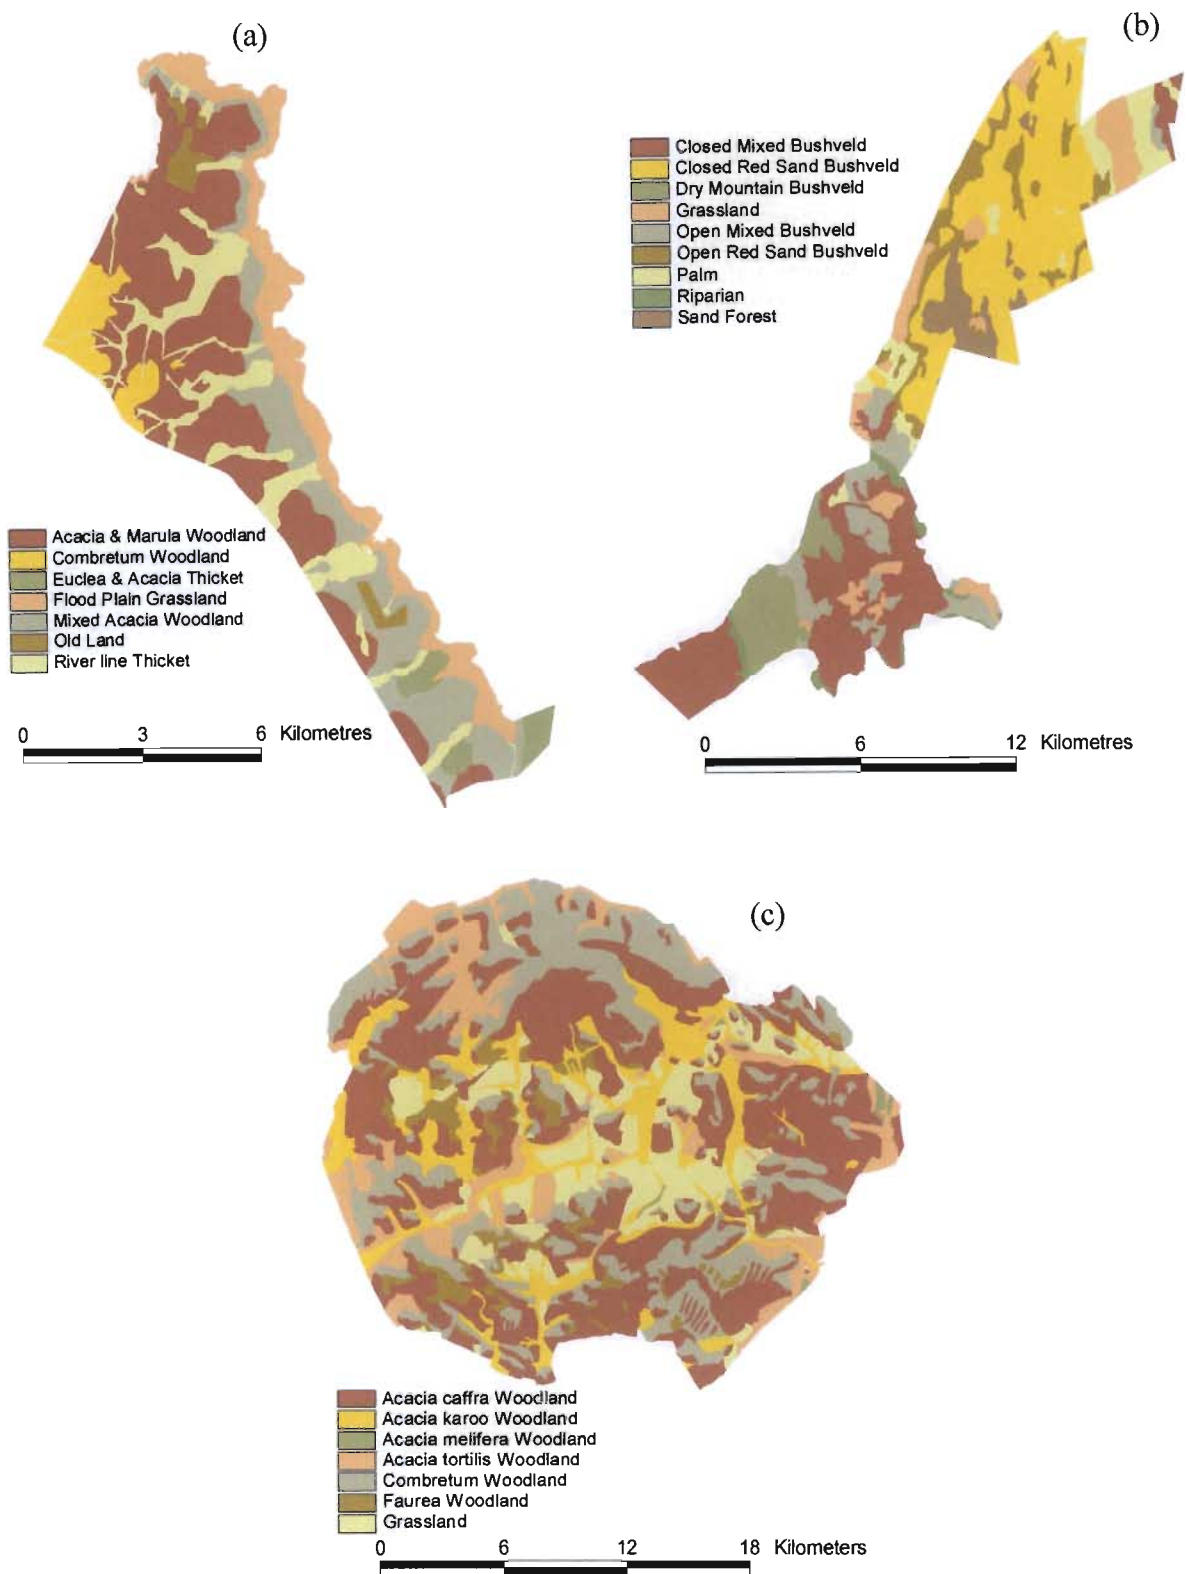 (a)
(b)
Closed Mixed Bushveld
Closed Red Sand Bushveld
Dry Mountain Bushveld
Grassland
Open Mixed Bushveld
Open Red Sand Bushveld
Palm
Riparian
Sand Forest
Acacia & Marula Woodland
Combretum Woodland
Euclea & Acacia Thicket
Flood Plain Grassland
Mixed Acacia Woodland
Old Land
River line Thicket
0 3 6 Kilometres
0 6 12 Kilometres
(c)
Acacia caffra Woodland
Acacia karoo Woodland
Acacia melifera Woodland
Acacia tortilis Woodland
Combretum Woodland
Faurea Woodland
Grassland
0 6 12 18 Kilometers